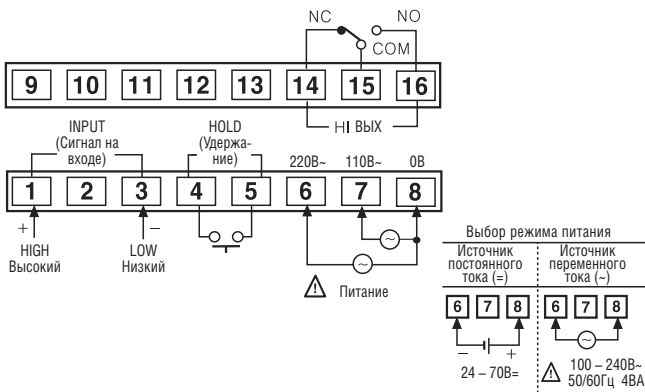 NC NO
COM
9 10 11 12 13 14 15 16
HI ВЫХ
INPUT HOLD
(Сигнал на (Удержа-
входе) ние) 220В~ 110В~ 0В
1 2 3 4 5 6 7 8
+ −
HIGH LOW
Высокий Низкий
⚠ Питание
Выбор режима питания
Источник Источник
постоянного переменного
тока (=) тока (~)
6 7 8 6 7 8
− +
24 – 70В= ⚠ 100 – 240В~
50/60Гц 4ВА